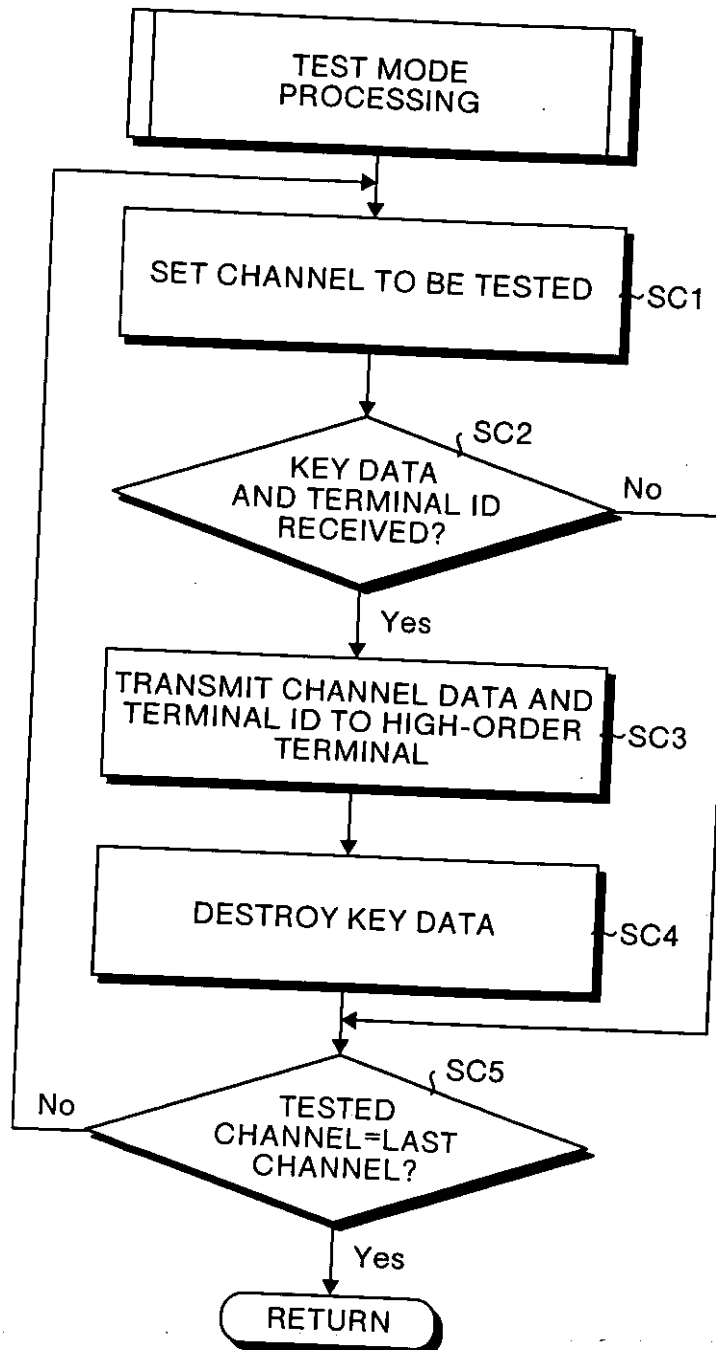 TEST MODE
PROCESSING
SET CHANNEL TO BE TESTED
SC1
SC2
KEY DATA
AND TERMINAL ID
RECEIVED?
No
Yes
TRANSMIT CHANNEL DATA AND
TERMINAL ID TO HIGH-ORDER
TERMINAL
SC3
DESTROY KEY DATA
SC4
SC5
No
TESTED
CHANNEL=LAST
CHANNEL?
Yes
RETURN